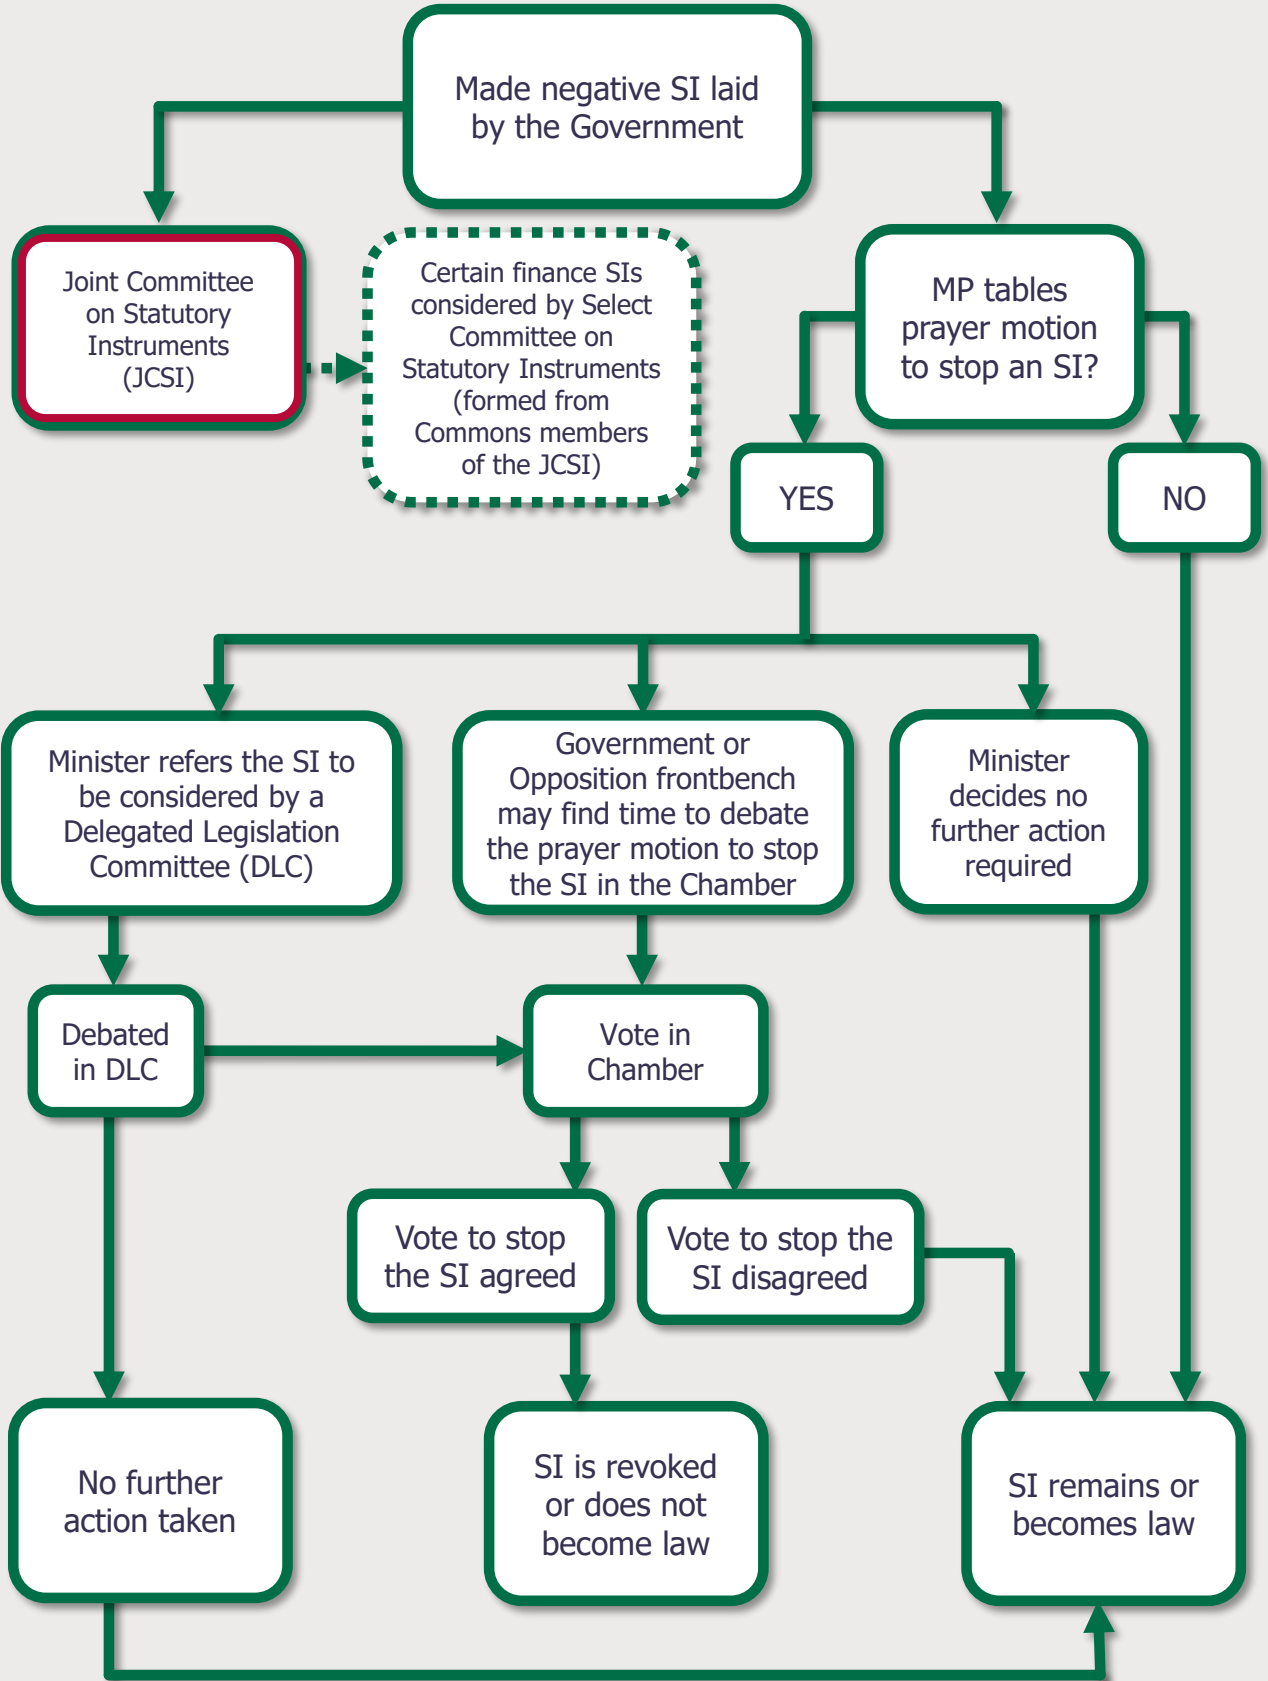 Made negative SI laid
by the Government
Joint Committee
on Statutory
Instruments
(JCSI)
Certain finance SIs
considered by Select
Committee on
Statutory Instruments
(formed from
Commons members
of the JCSI)
MP tables
prayer motion
to stop an SI?
YES
NO
Minister refers the SI to
be considered by a
Delegated Legislation
Committee (DLC)
Government or
Opposition frontbench
may find time to debate
the prayer motion to stop
the SI in the Chamber
Minister
decides no
further action
required
Debated
in DLC
Vote in
Chamber
Vote to stop
the SI agreed
Vote to stop the
SI disagreed
No further
action taken
SI is revoked
or does not
become law
SI remains or
becomes law